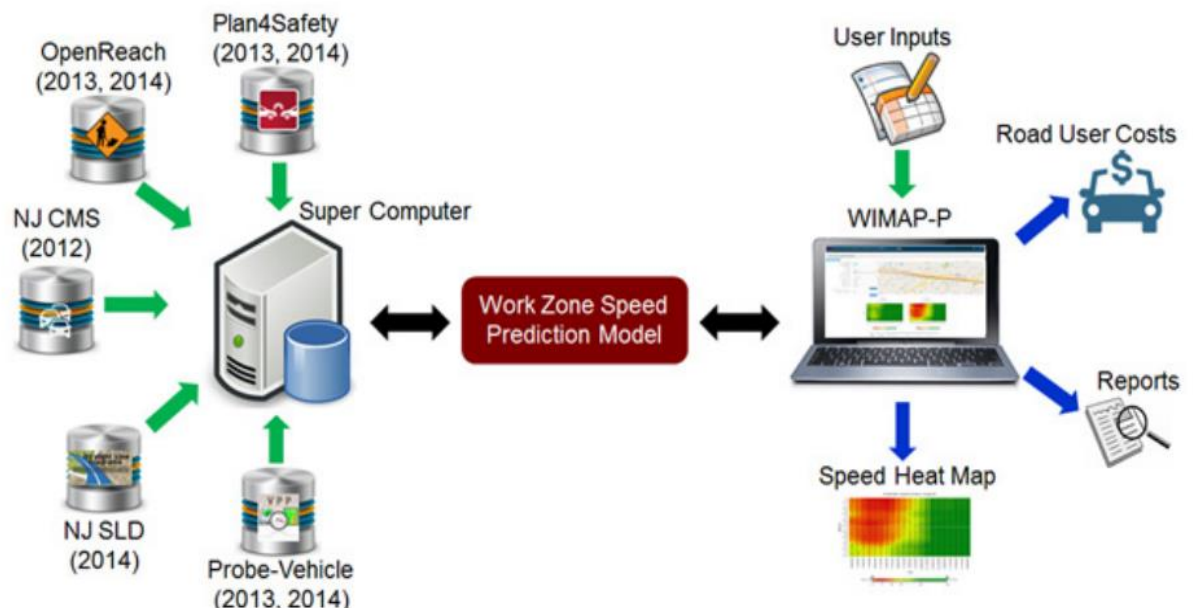 Plan4Safety
(2013, 2014)
OpenReach
(2013, 2014)
NJ CMS
(2012)
NJ SLD
(2014)
VPP
Probe-Vehicle
(2013, 2014)
Super Computer
Work Zone Speed
Prediction Model
User Inputs
WIMAP-P
Road User Costs
$
Reports
Speed Heat Map